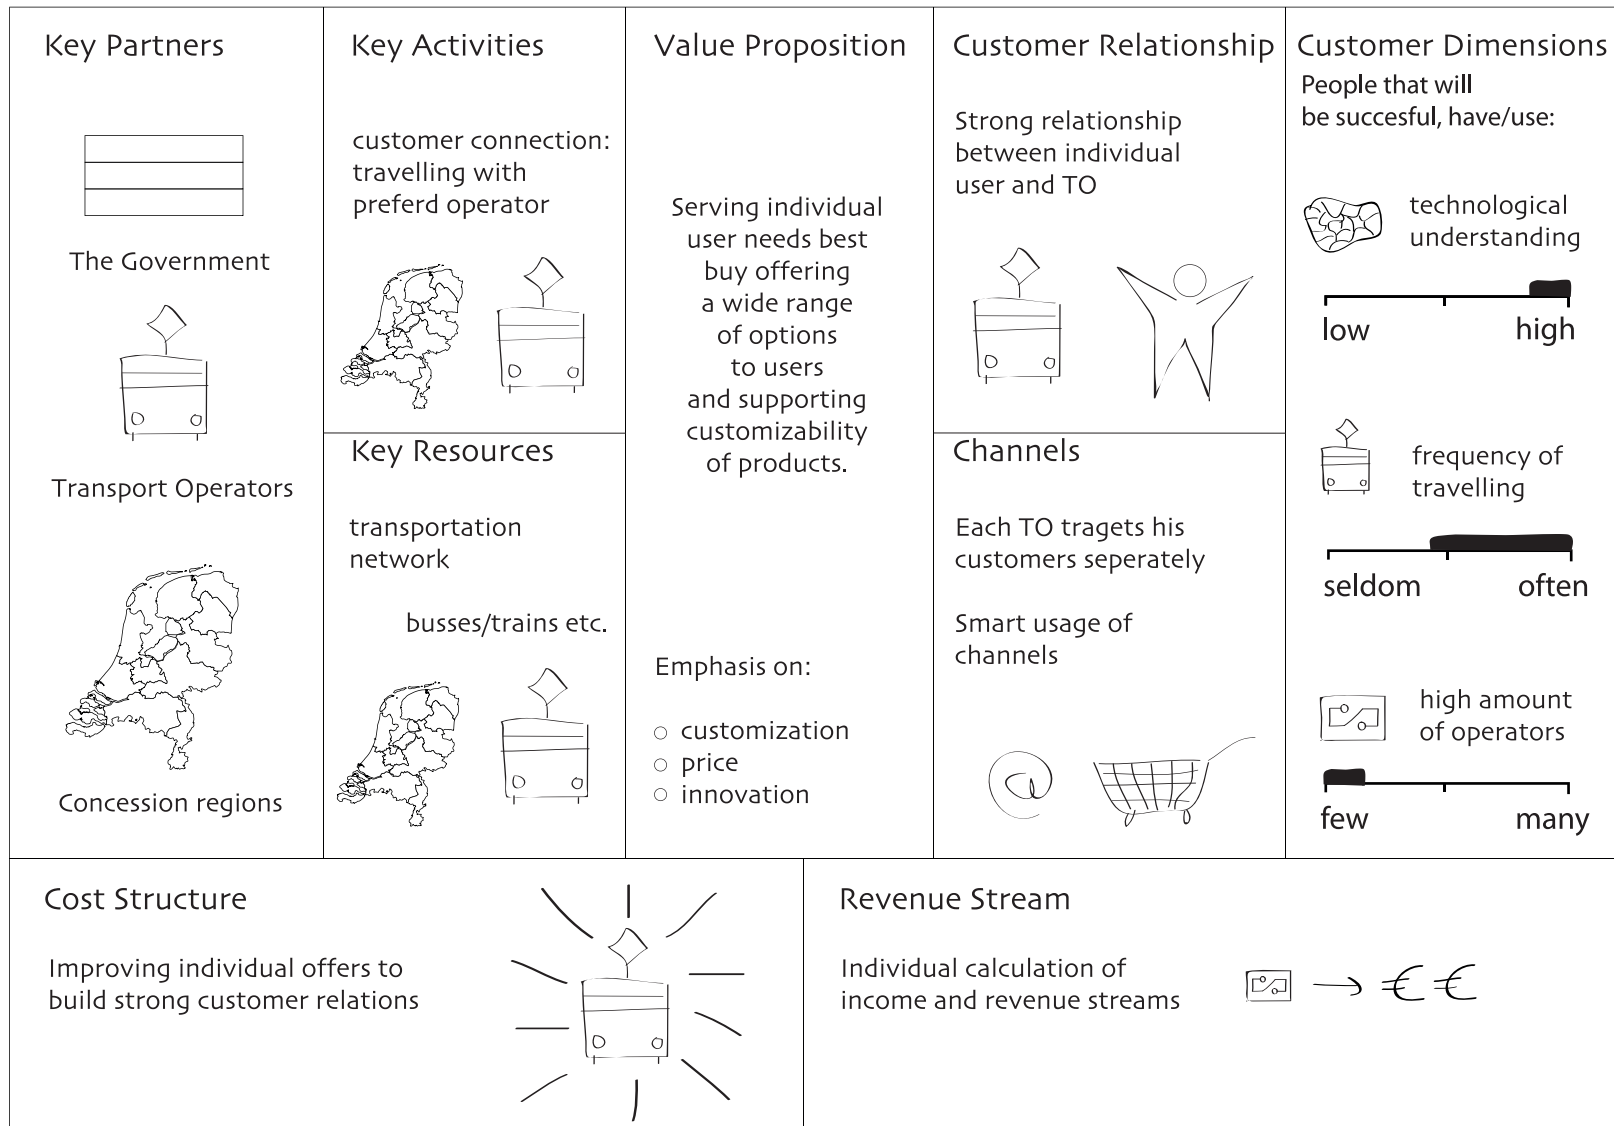 Key Partners
The Government
Transport Operators
Concession regions
Key Activities
customer connection:
travelling with
preferd operator
Key Resources
transportation
network
busses/trains etc.
Value Proposition
Serving individual
user needs best
buy offering
a wide range
of options
to users
and supporting
customizability
of products.
Emphasis on:
○ customization
○ price
○ innovation
Customer Relationship
Strong relationship
between individual
user and TO
Channels
Each TO tragets his
customers seperately
Smart usage of
channels
@
Customer Dimensions
People that will
be succesful, have/use:
technological
understanding
low high
frequency of
travelling
seldom often
high amount
of operators
few many
Cost Structure
Improving individual offers to
build strong customer relations
Revenue Stream
Individual calculation of
income and revenue streams
→ € €